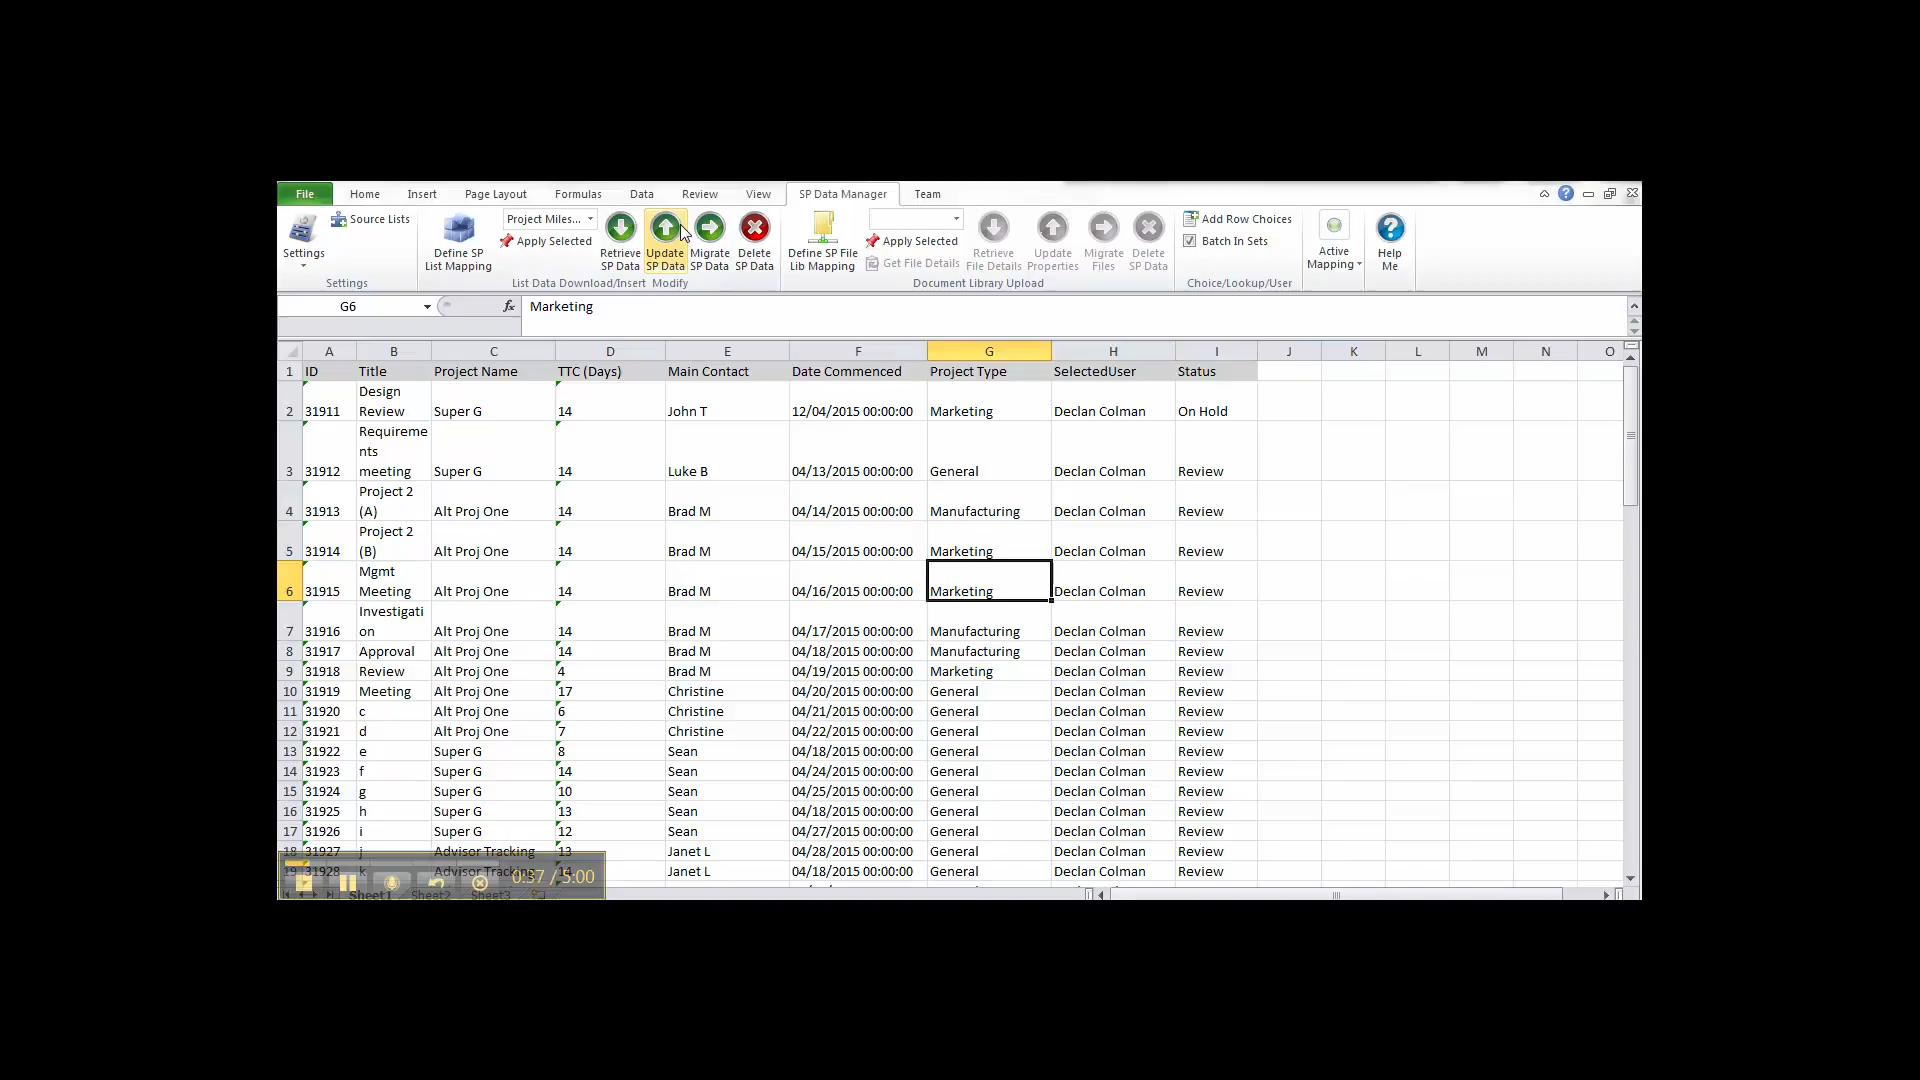 File Home Insert Page Layout Formulas Data Review View SP Data Manager Team
Settings
Source Lists
Settings
Define SP
List Mapping
Project Miles...
Apply Selected
Retrieve
SP Data
Update
SP Data
Migrate
SP Data
Delete
SP Data
List Data Download/Insert Modify
Define SP File
Lib Mapping
Apply Selected
Get File Details
Retrieve
File Details
Update
Properties
Migrate
Files
Delete
SP Data
Document Library Upload
Add Row Choices
Batch In Sets
Choice/Lookup/User
Active
Mapping
Help
Me
G6 fx Marketing
A B C D E F G H I J K L M N O
1 ID Title Project Name TTC (Days) Main Contact Date Commenced Project Type SelectedUser Status
Design
2 31911 Review Super G 14 John T 12/04/2015 00:00:00 Marketing Declan Colman On Hold
Requireme
nts
3 31912 meeting Super G 14 Luke B 04/13/2015 00:00:00 General Declan Colman Review
Project 2
4 31913 (A) Alt Proj One 14 Brad M 04/14/2015 00:00:00 Manufacturing Declan Colman Review
Project 2
5 31914 (B) Alt Proj One 14 Brad M 04/15/2015 00:00:00 Marketing Declan Colman Review
Mgmt
6 31915 Meeting Alt Proj One 14 Brad M 04/16/2015 00:00:00 Marketing Declan Colman Review
Investigati
7 31916 on Alt Proj One 14 Brad M 04/17/2015 00:00:00 Manufacturing Declan Colman Review
8 31917 Approval Alt Proj One 14 Brad M 04/18/2015 00:00:00 Manufacturing Declan Colman Review
9 31918 Review Alt Proj One 4 Brad M 04/19/2015 00:00:00 Marketing Declan Colman Review
10 31919 Meeting Alt Proj One 17 Christine 04/20/2015 00:00:00 General Declan Colman Review
11 31920 c Alt Proj One 6 Christine 04/21/2015 00:00:00 General Declan Colman Review
12 31921 d Alt Proj One 7 Christine 04/22/2015 00:00:00 General Declan Colman Review
13 31922 e Super G 8 Sean 04/18/2015 00:00:00 General Declan Colman Review
14 31923 f Super G 14 Sean 04/24/2015 00:00:00 General Declan Colman Review
15 31924 g Super G 10 Sean 04/25/2015 00:00:00 General Declan Colman Review
16 31925 h Super G 13 Sean 04/18/2015 00:00:00 General Declan Colman Review
17 31926 i Super G 12 Sean 04/27/2015 00:00:00 General Declan Colman Review
18 31927 j Advisor Tracking 13 Janet L 04/28/2015 00:00:00 General Declan Colman Review
19 31928 k Advisor Tracking 14 Janet L 04/18/2015 00:00:00 General Declan Colman Review
0:37 / 5:00
Sheet1 Sheet2 Sheet3